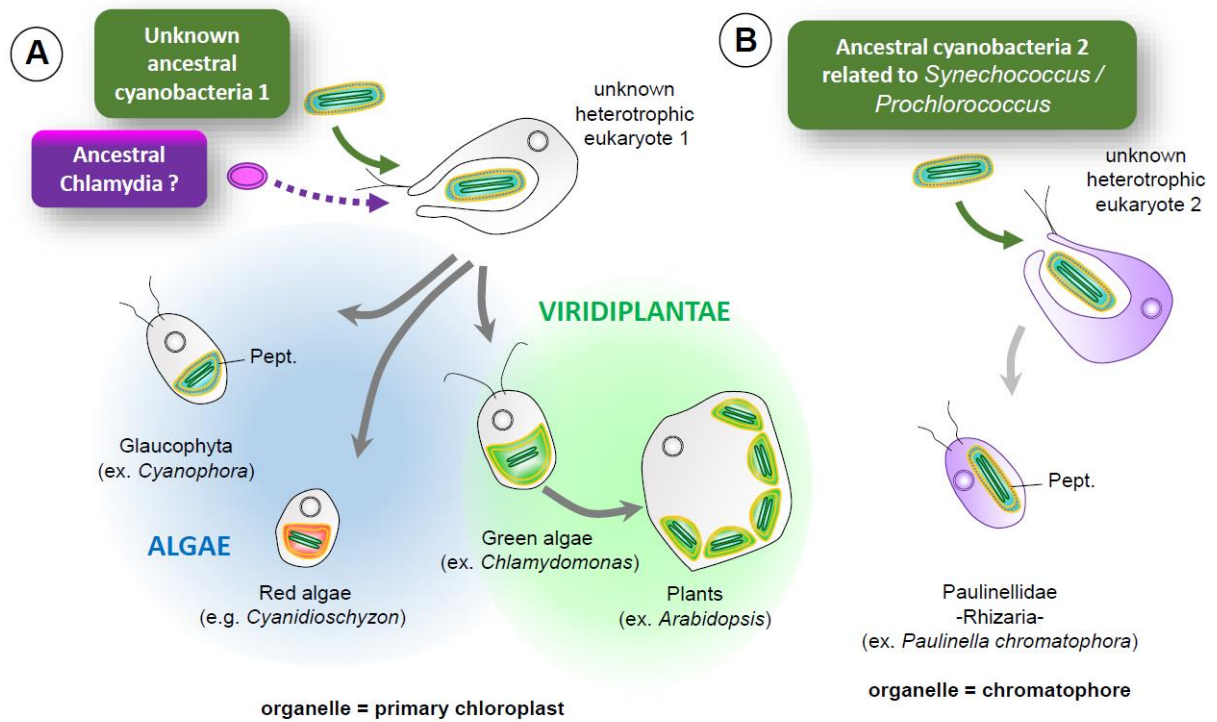 A
Unknown
ancestral
cyanobacteria 1
Ancestral
Chlamydia ?
unknown
heterotrophic
eukaryote 1
VIRIDIPLANTAE
Pept.
Glaucophyta
(ex. Cyanophora)
ALGAE
Red algae
(e.g. Cyanidioschyzon)
Green algae
(ex. Chlamydomonas)
Plants
(ex. Arabidopsis)
organelle = primary chloroplast
B
Ancestral cyanobacteria 2
related to Synechococcus /
Prochlorococcus
unknown
heterotrophic
eukaryote 2
Pept.
Paulinellidae
-Rhizaria-
(ex. Paulinella chromatophora)
organelle = chromatophore